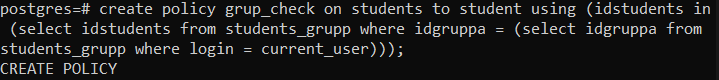 postgres=# create policy grup_check on students to student using (idstudents in
 (select idstudents from students_grupp where idgruppa = (select idgruppa from
students_grupp where login = current_user)));
CREATE POLICY